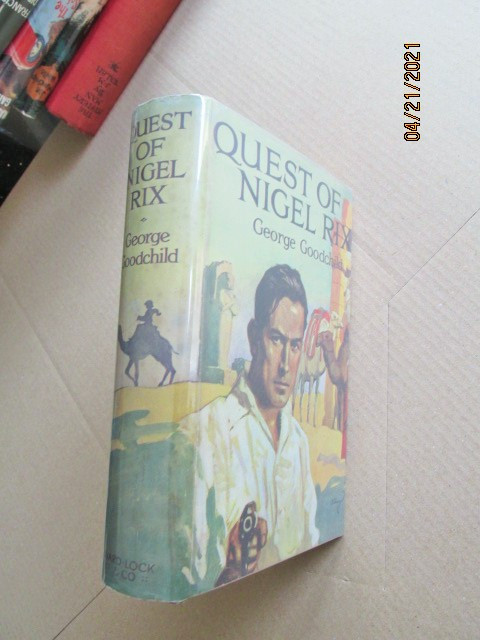 04/21/2021
QUEST
OF
NIGEL
RIX
George
Goodchild
WARD LOCK
& CO
QUEST OF
NIGEL RIX
George Goodchild